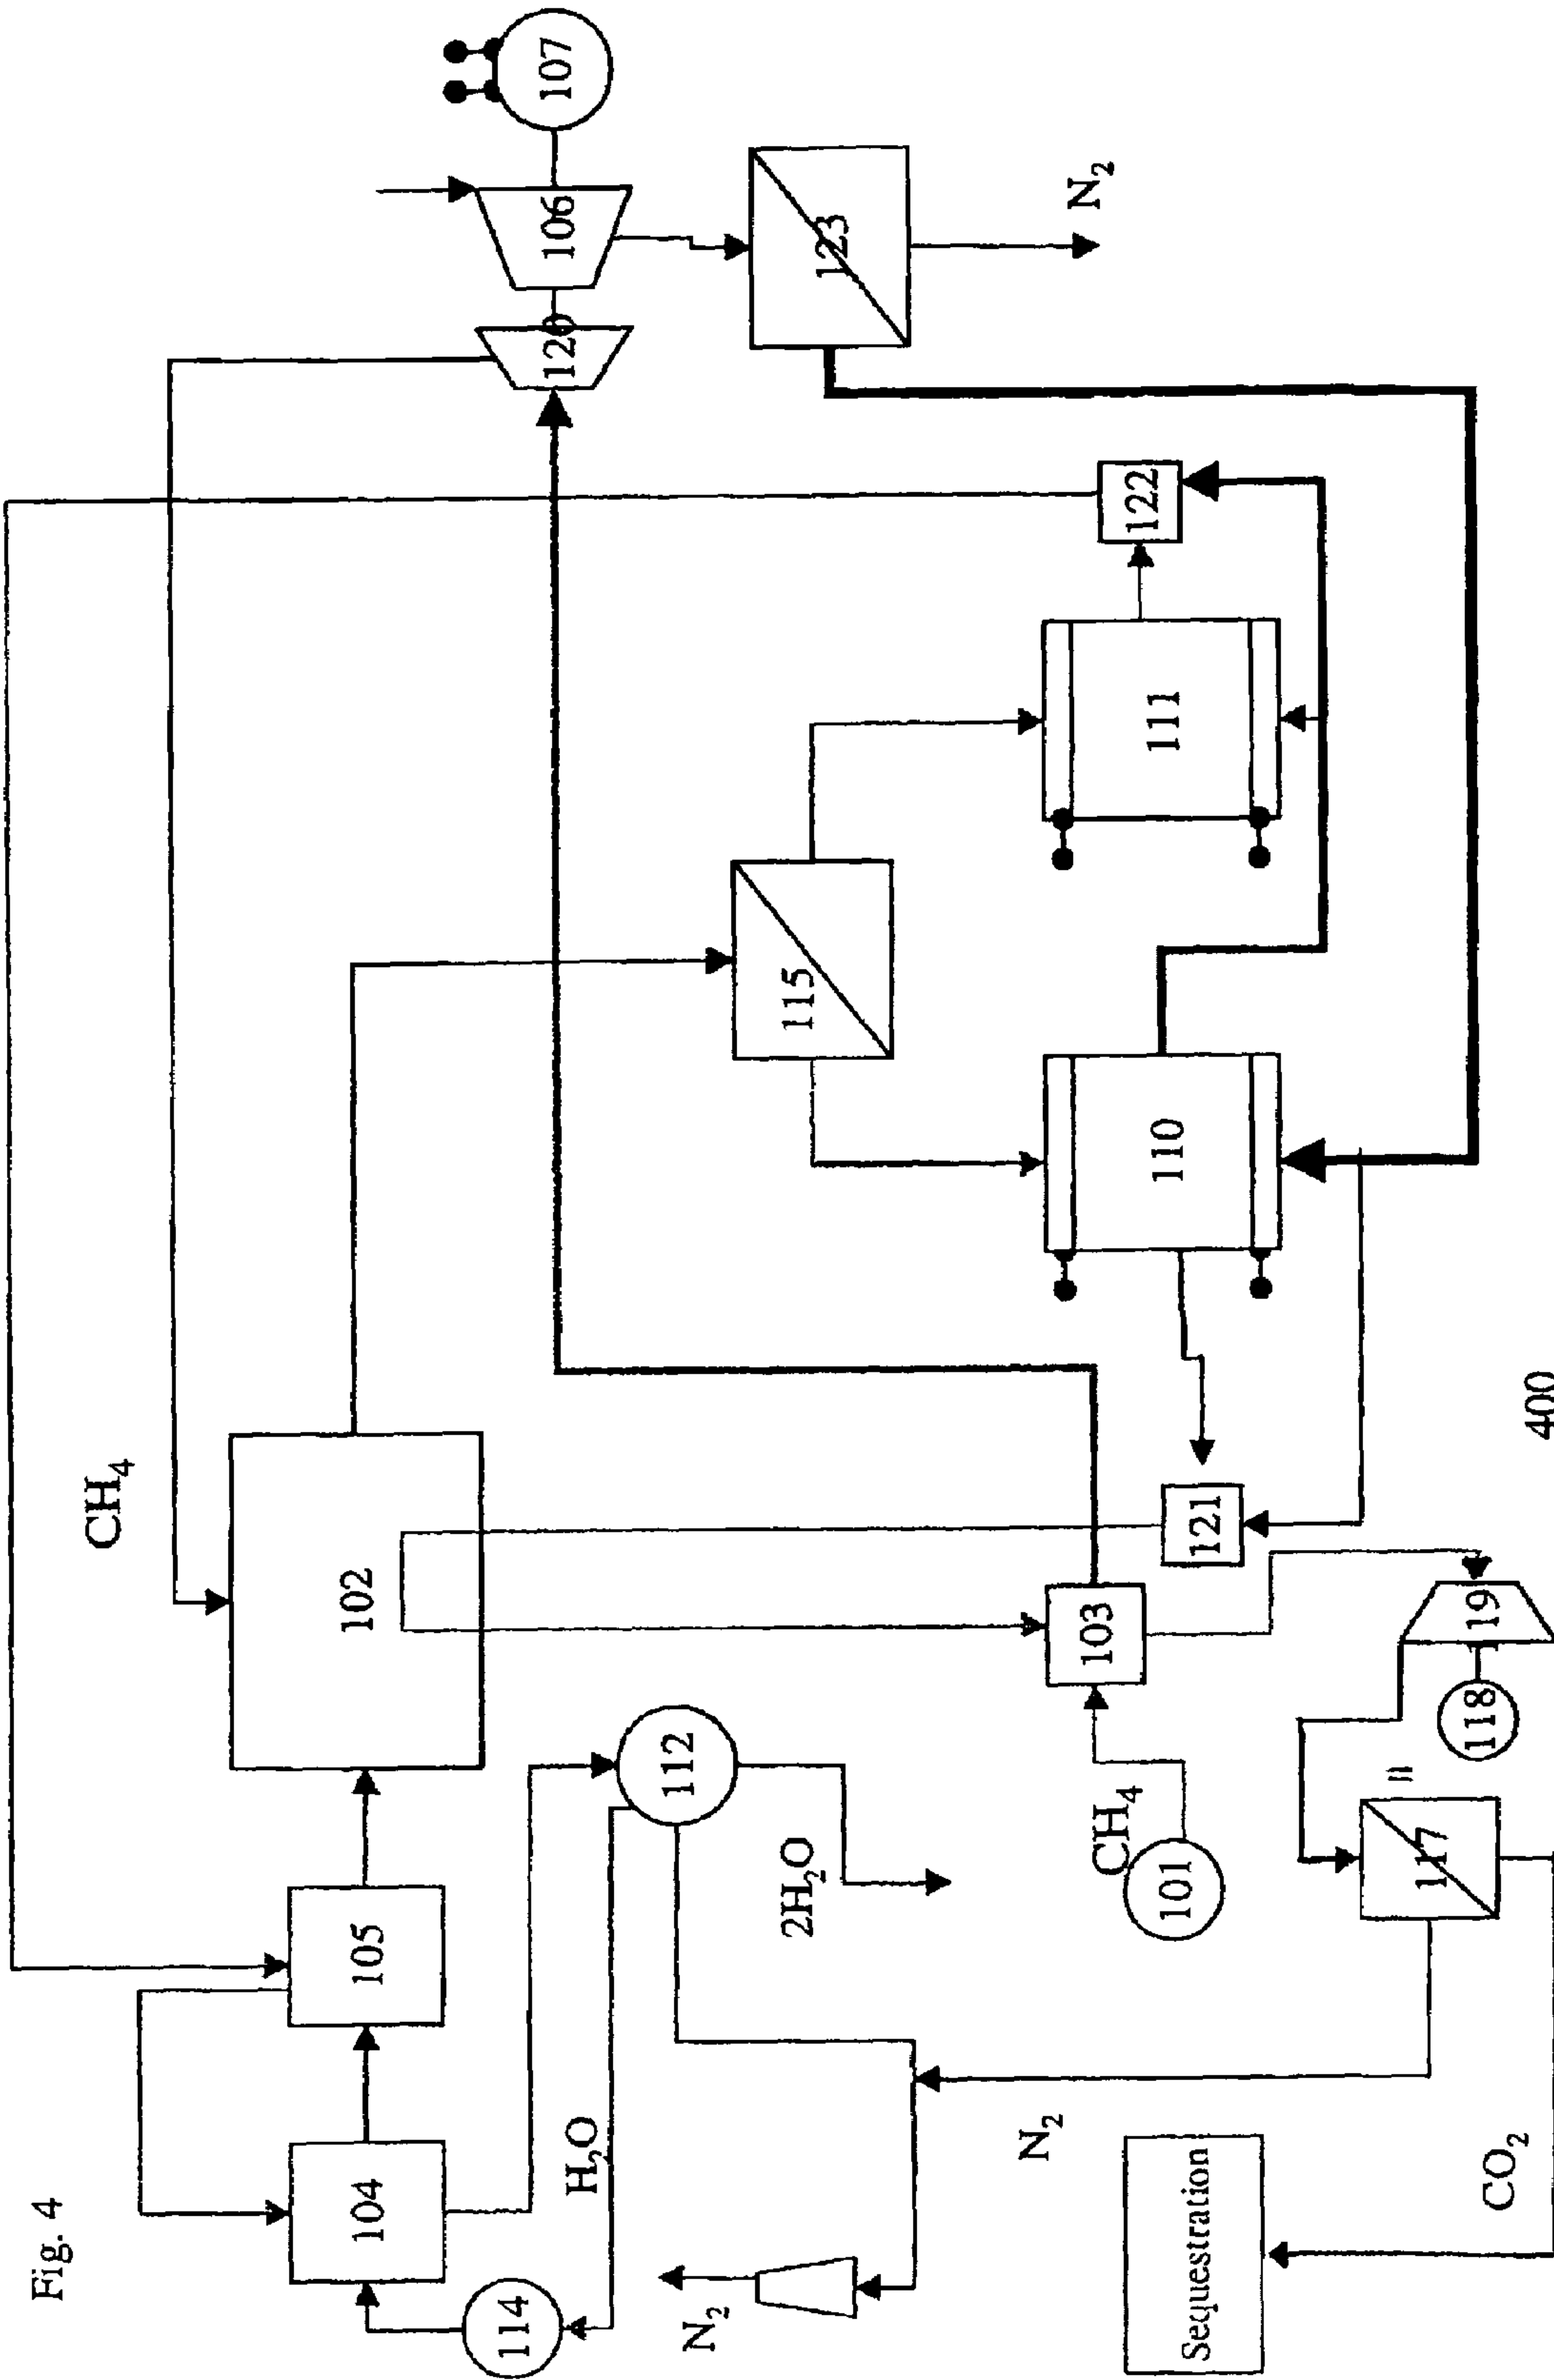 Fig. 4
CH₄
104
105
102
114
H₂O
112
N₂
2H₂O
115
120
106
107
123
N₂
CH₄
101
103
121
110
111
122
N₂
Sequestration
CO₂
117
"
118
19
400